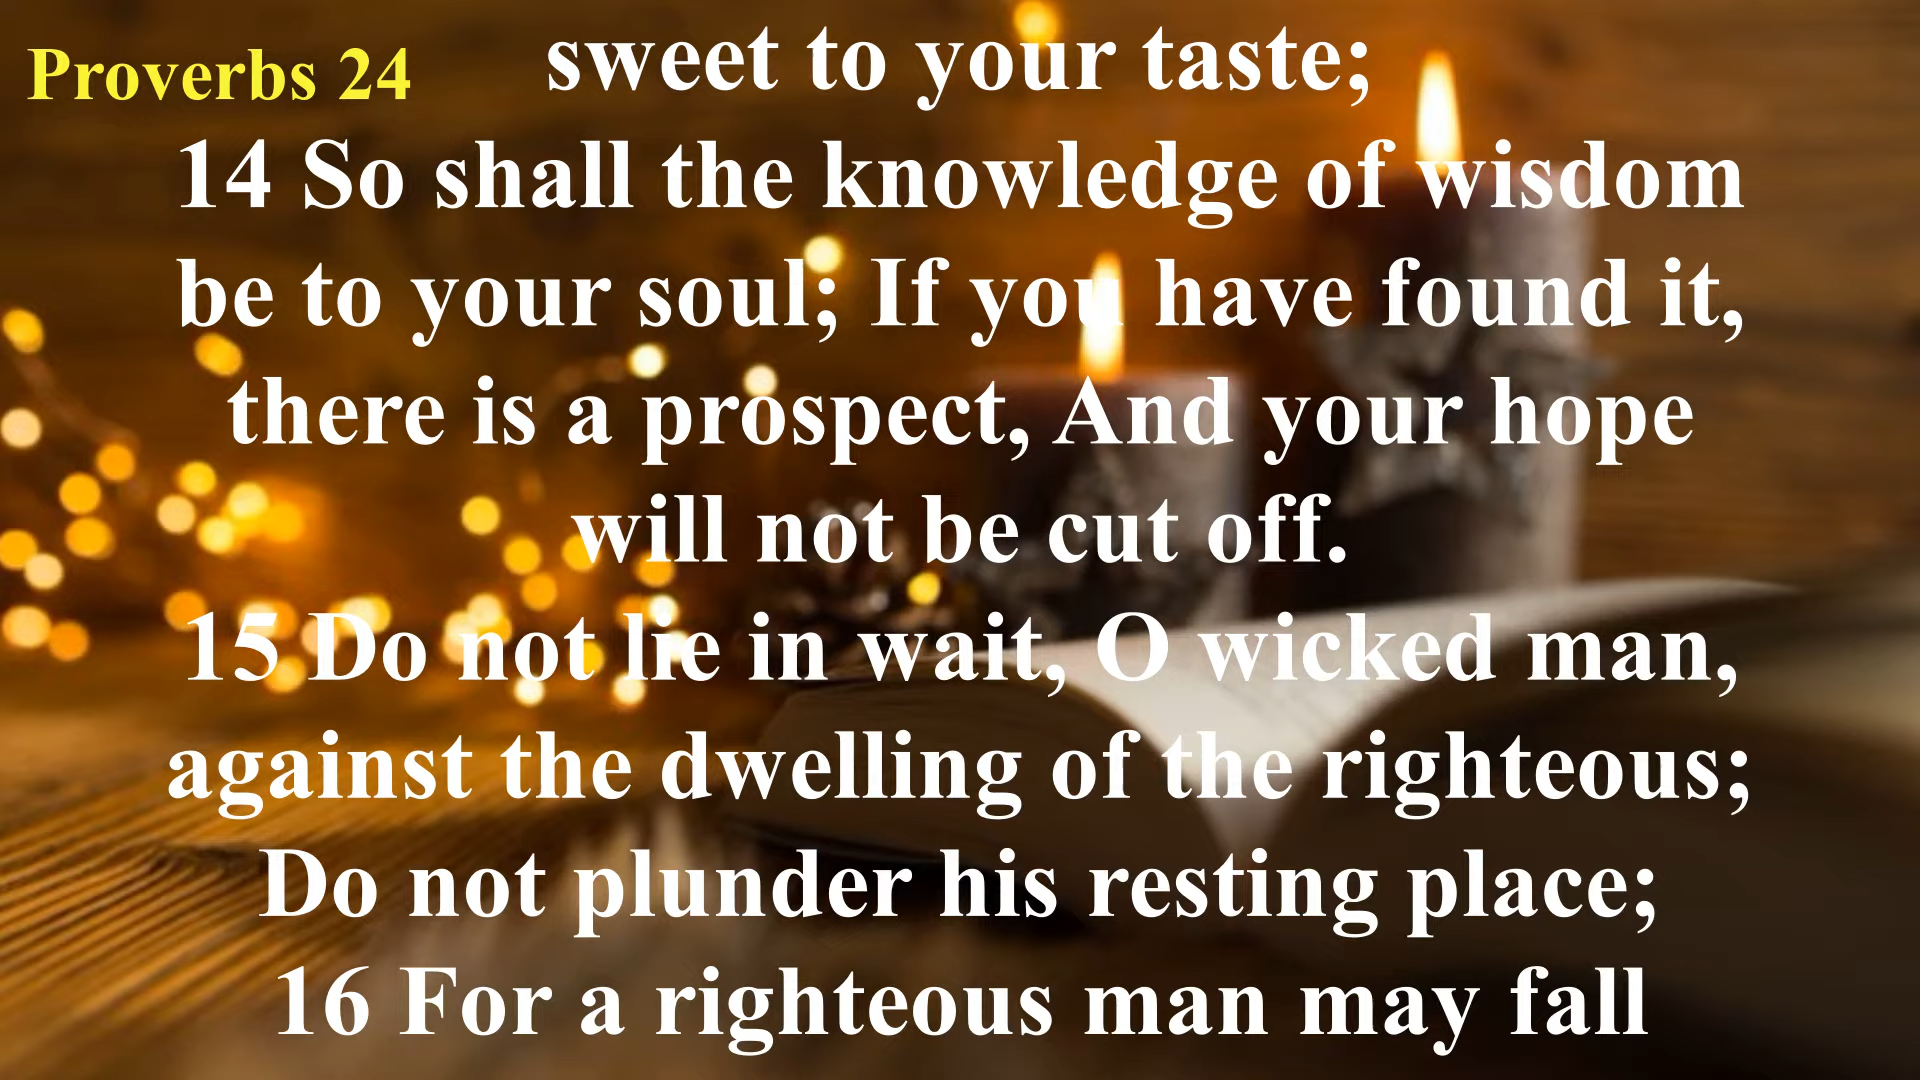 Proverbs 24
sweet to your taste;
14 So shall the knowledge of wisdom
be to your soul; If you have found it,
there is a prospect, And your hope
will not be cut off.
15 Do not lie in wait, O wicked man,
against the dwelling of the righteous;
Do not plunder his resting place;
16 For a righteous man may fall